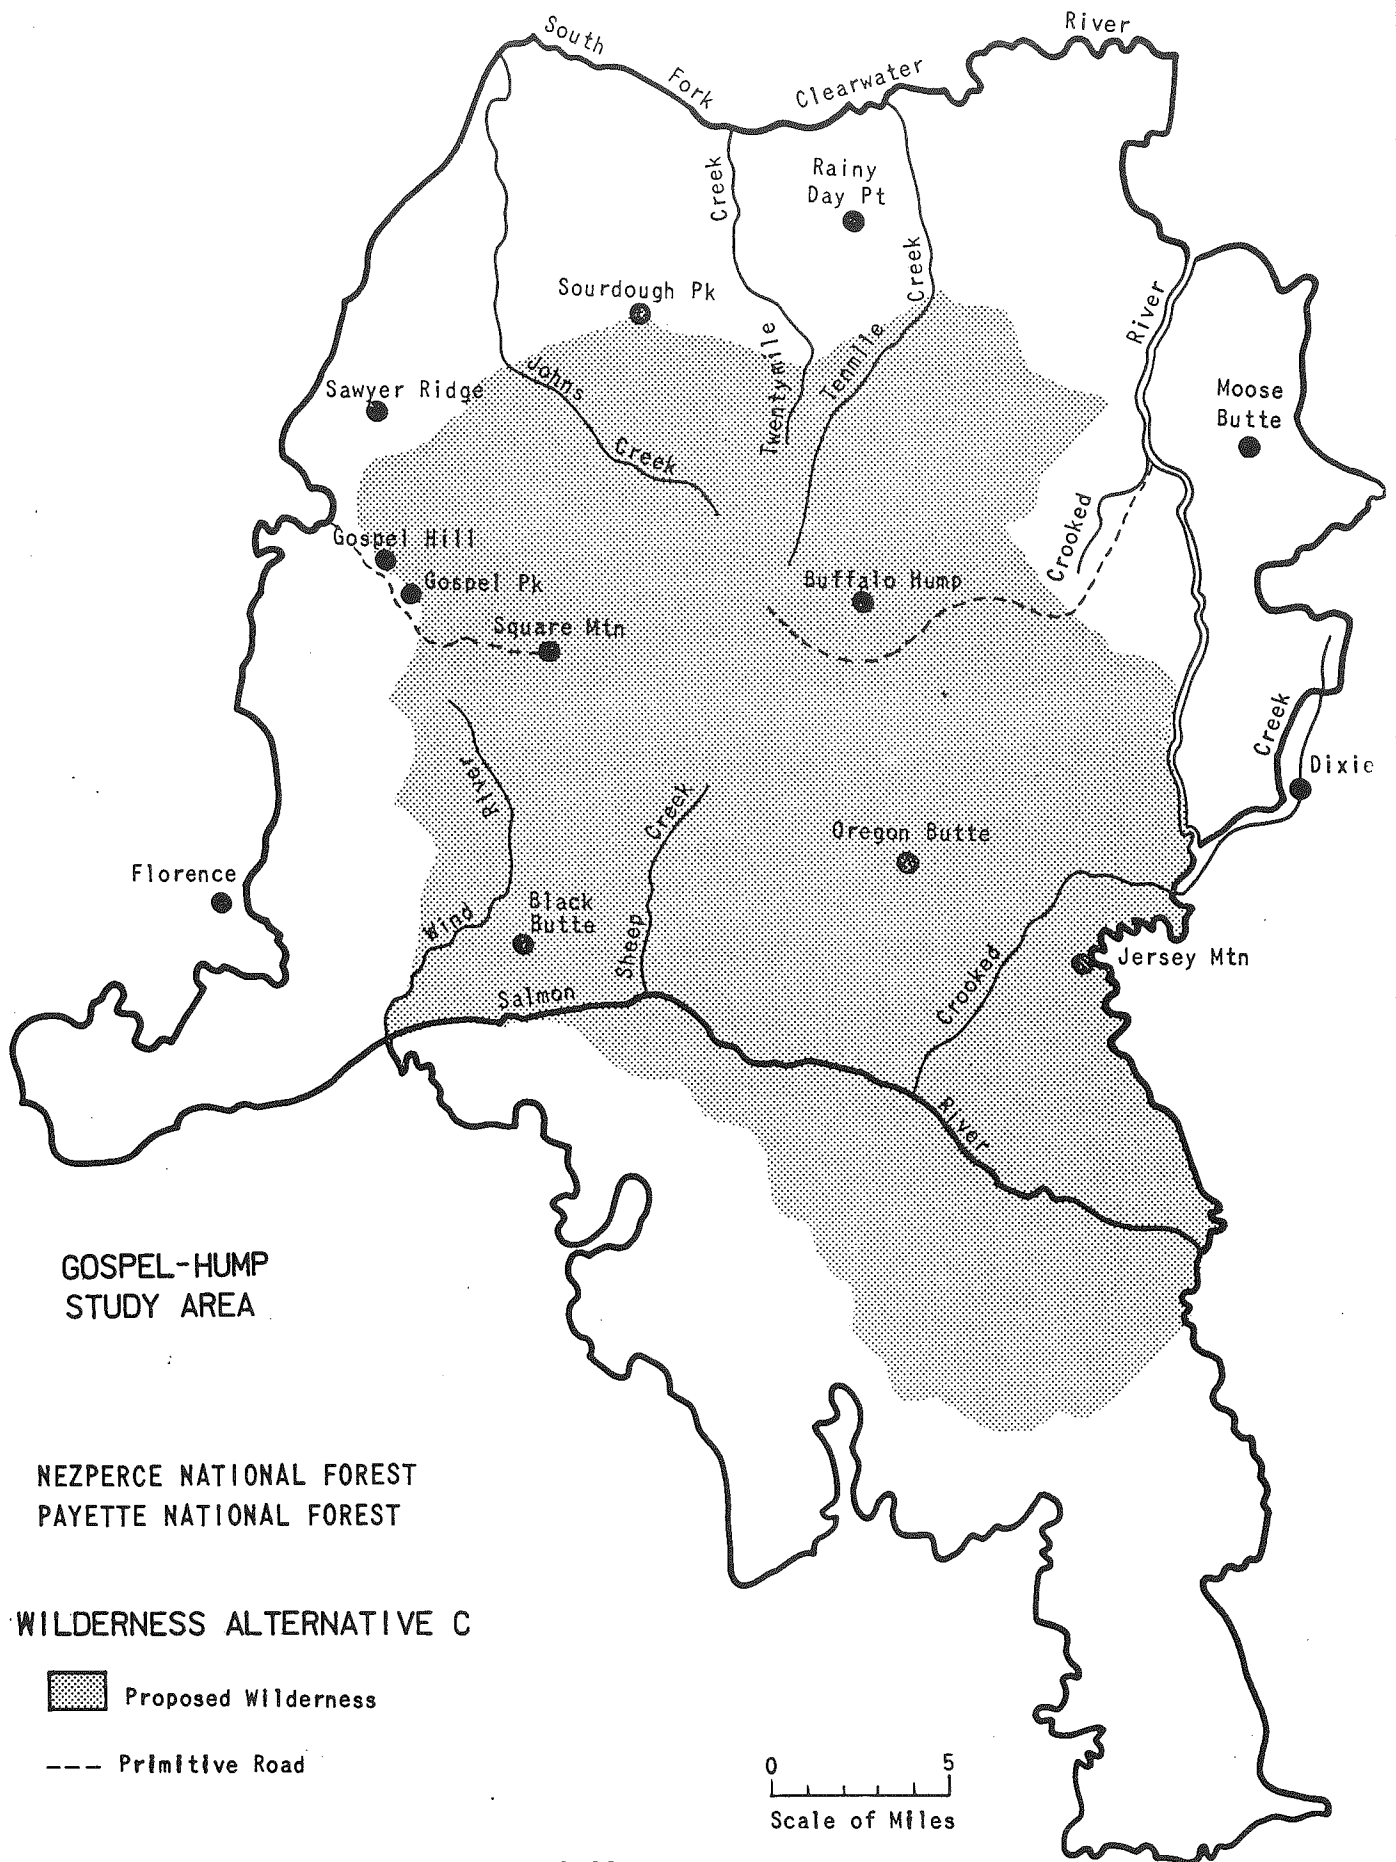 River
South
Fork
Clearwater
Creek
Rainy
Day Pt
Creek
Sourdough Pk
River
Twentymile
Tenmile
Johns
Sawyer Ridge
Moose
Butte
Creek
Crooked
Gospel Hill
Gospel Pk
Buffalo Hump
Square Mtn
Creek
River
Dixie
Creek
Oregon Butte
Florence
Black
Butte
Wind
Sheep
Crooked
Jersey Mtn
Salmon
River
GOSPEL-HUMP
STUDY AREA
NEZPERCE NATIONAL FOREST
PAYETTE NATIONAL FOREST
WILDERNESS ALTERNATIVE C
Proposed Wilderness
Primitive Road
0 5
Scale of Miles